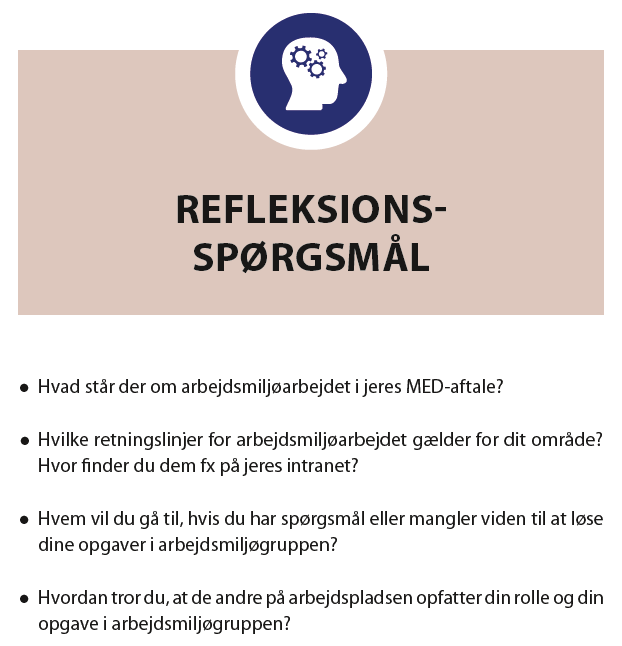 REFLEKSIONS-
SPØRGSMÅL
● Hvad står der om arbejdsmiljøarbejdet i jeres MED-aftale?
● Hvilke retningslinjer for arbejdsmiljøarbejdet gælder for dit område?
Hvor finder du dem fx på jeres intranet?
● Hvem vil du gå til, hvis du har spørgsmål eller mangler viden til at løse
dine opgaver i arbejdsmiljøgruppen?
● Hvordan tror du, at de andre på arbejdspladsen opfatter din rolle og din
opgave i arbejdsmiljøgruppen?